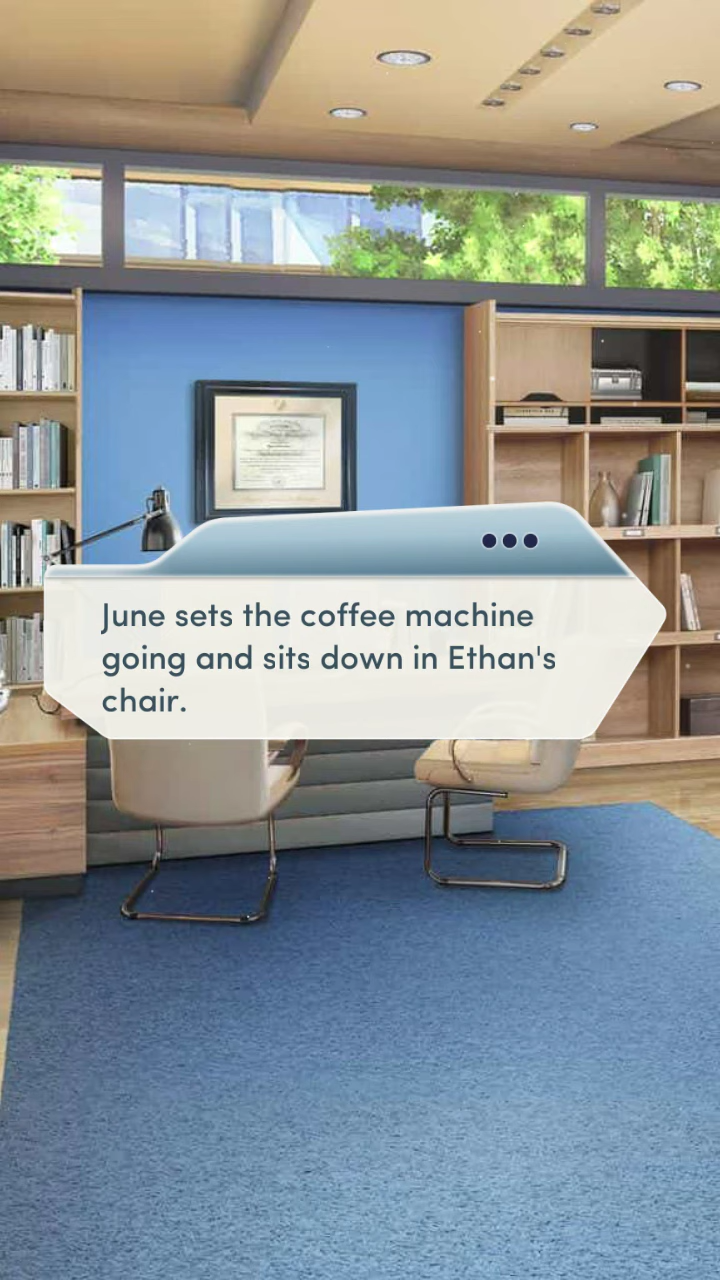 June sets the coffee machine
going and sits down in Ethan's
chair.